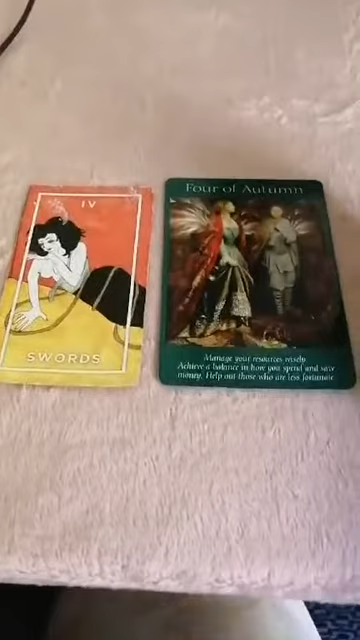 IV
SWORDS
Four of Autumn
Manage your resources wisely.
Achieve a balance in how you spend and save
money. Help out those who are less fortunate